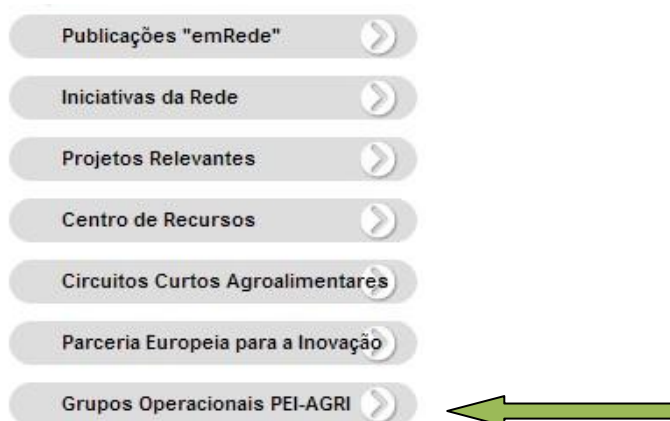 Publicações "emRede"
Iniciativas da Rede
Projetos Relevantes
Centro de Recursos
Circuitos Curtos Agroalimentares
Parceria Europeia para a Inovação
Grupos Operacionais PEI-AGRI